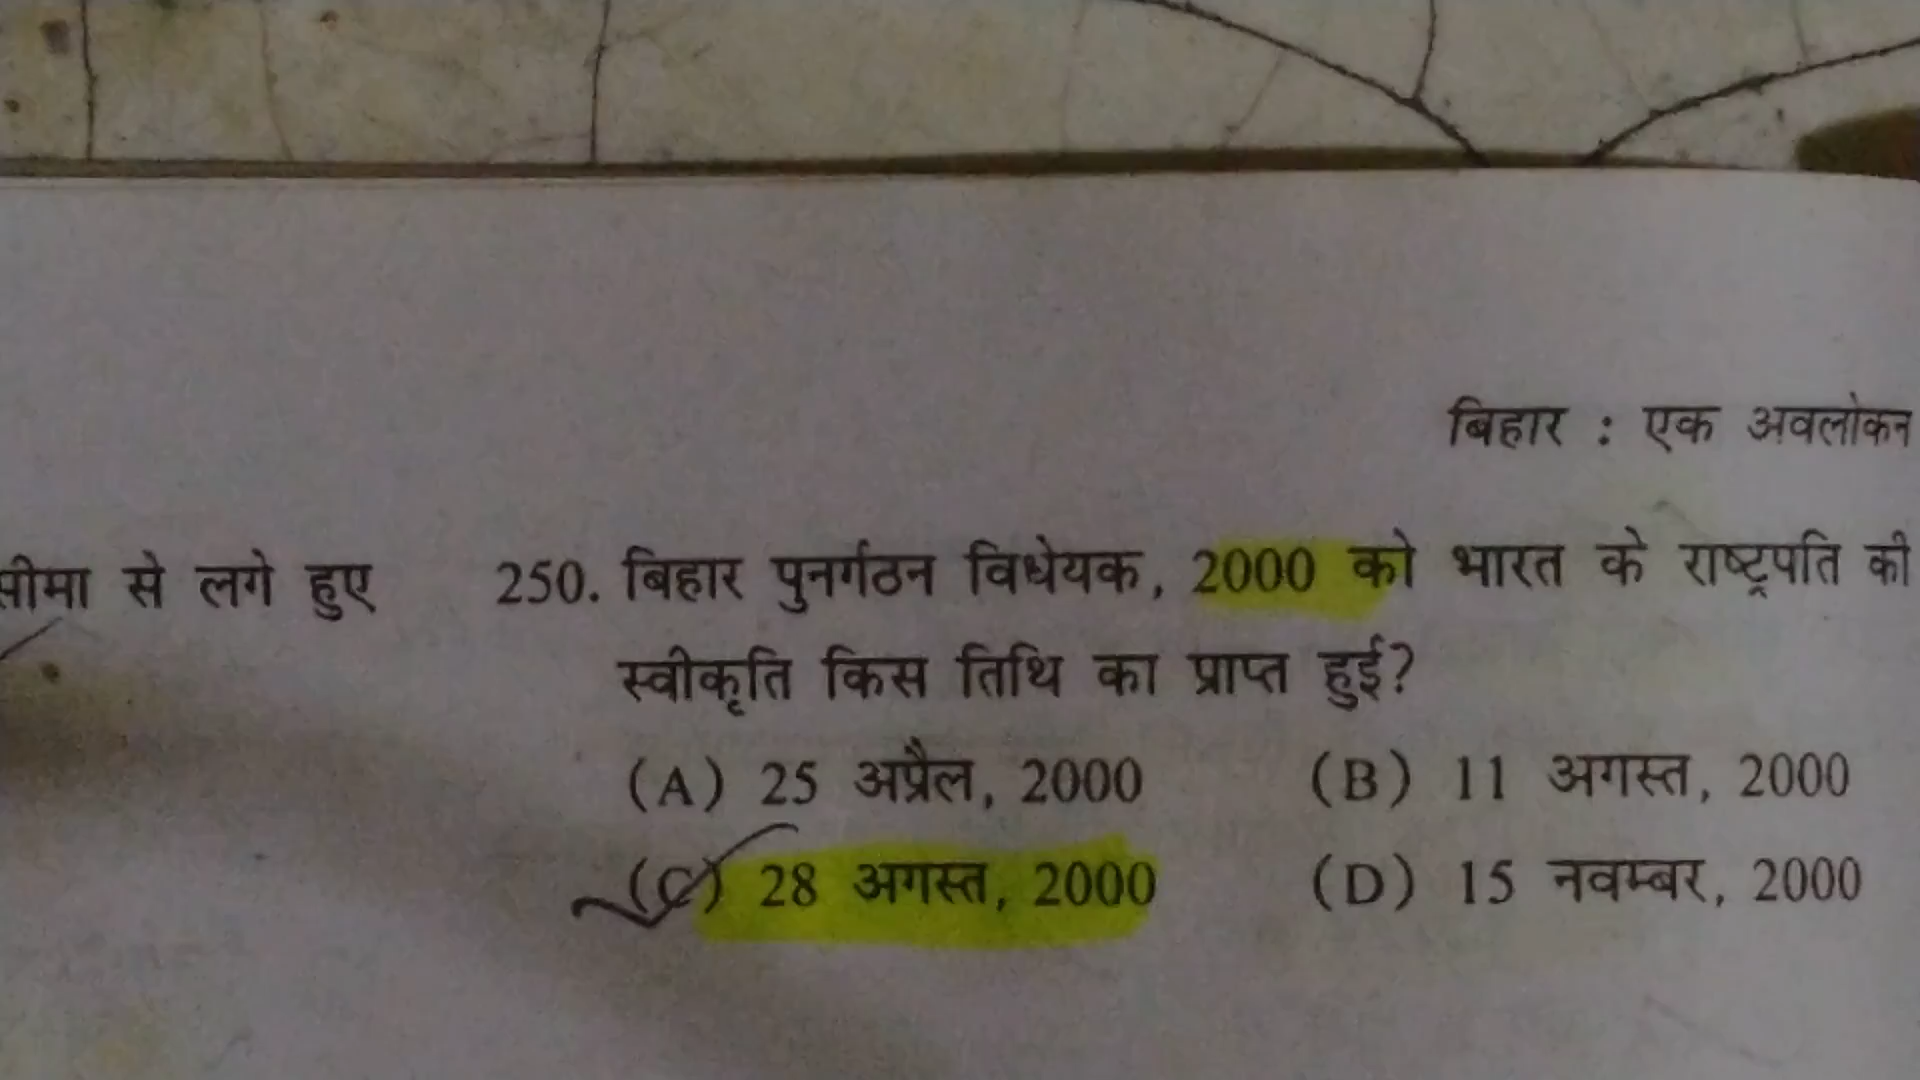 बिहार : एक अवलोकन
सीमा से लगे हुए
250. बिहार पुनर्गठन विधेयक, 2000 को भारत के राष्ट्रपति की
स्वीकृति किस तिथि का प्राप्त हुई?
(A) 25 अप्रैल, 2000 (B) 11 अगस्त, 2000
(C) 28 अगस्त, 2000 (D) 15 नवम्बर, 2000